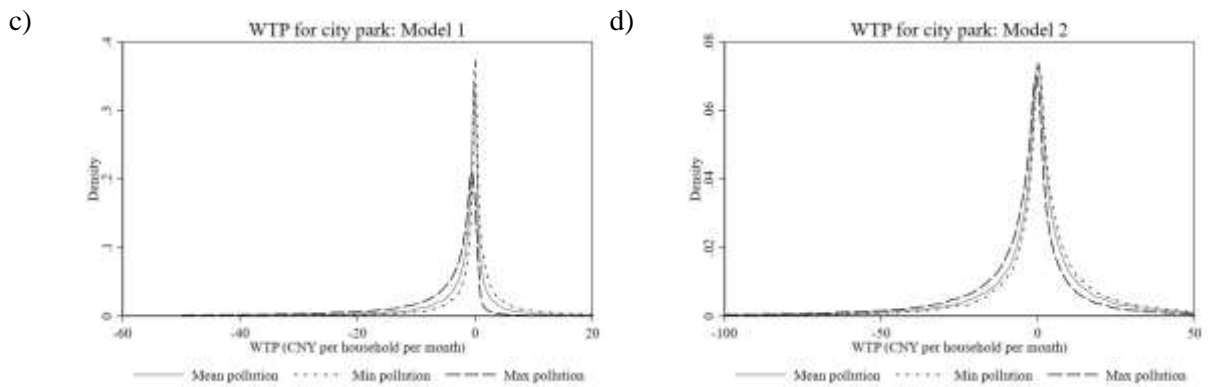 c)
WTP for city park: Model 1
Density
.4
.3
.2
.1
0
-60
-40
-20
0
20
WTP (CNY per household per month)
Mean pollution
Min pollution
Max pollution
d)
WTP for city park: Model 2
Density
.08
.06
.04
.02
0
-100
-50
0
50
WTP (CNY per household per month)
Mean pollution
Min pollution
Max pollution